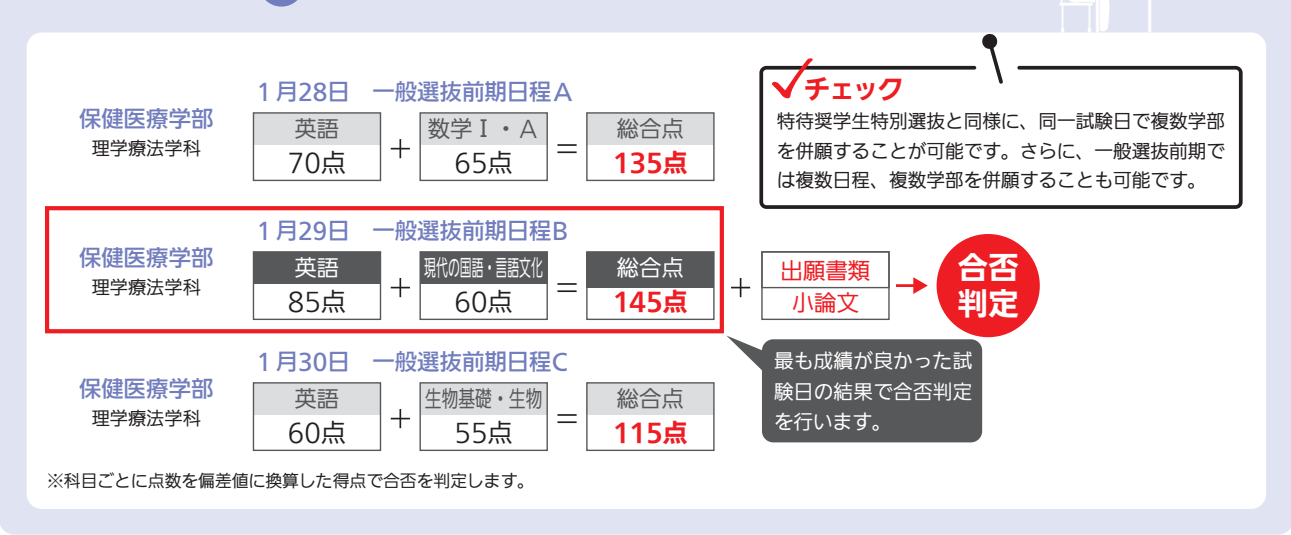 1月28日 一般選抜前期日程A
保健医療学部
理学療法学科
英語 + 数学Ⅰ・A = 総合点
70点 65点 135点
チェック
特待奨学生特別選抜と同様に、同一試験日で複数学部
を併願することが可能です。さらに、一般選抜前期で
は複数日程、複数学部を併願することも可能です。
1月29日 一般選抜前期日程B
保健医療学部
理学療法学科
英語 + 現代の国語・言語文化 = 総合点 + 出願書類
85点 60点 145点 小論文
合否
判定
最も成績が良かった試
験日の結果で合否判定
を行います。
1月30日 一般選抜前期日程C
保健医療学部
理学療法学科
英語 + 生物基礎・生物 = 総合点
60点 55点 115点
※科目ごとに点数を偏差値に換算した得点で合否を判定します。